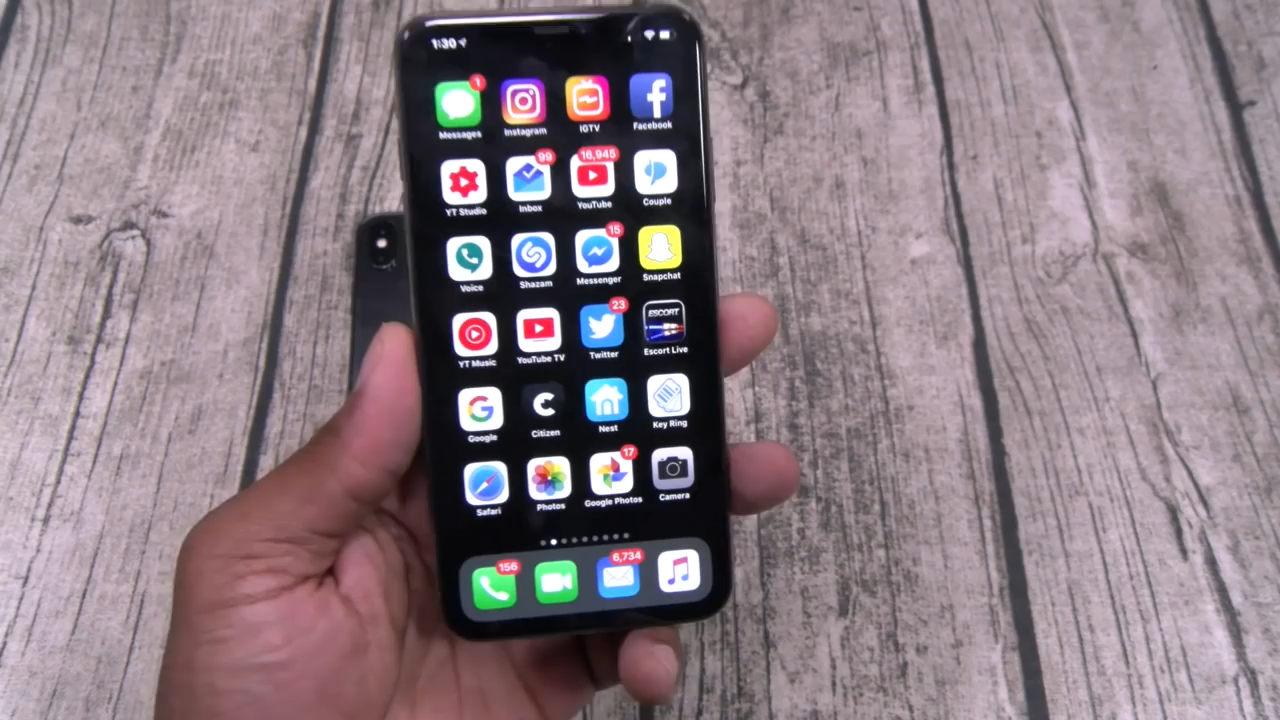 1:30
1
Messages Instagram IGTV Facebook
99 16,945
YT Studio Inbox YouTube Couple
15
Voice Shazam Messenger Snapchat
23
ESCORT
YT Music YouTube TV Twitter Escort Live
G C
Google Citizen Nest Key Ring
17
Safari Photos Google Photos Camera
156 6,734